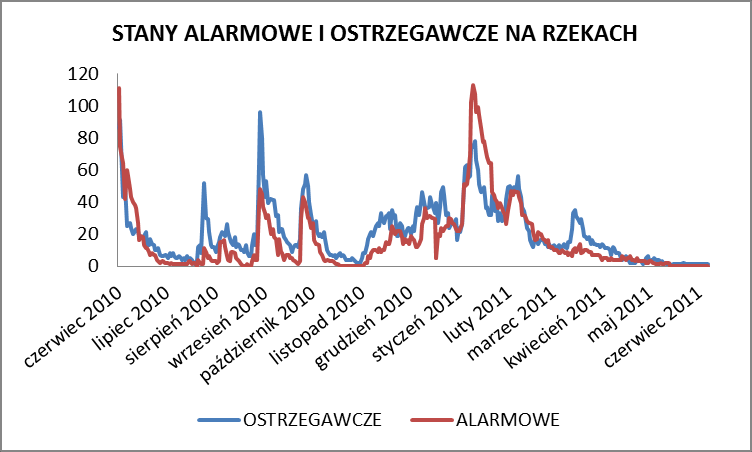 STANY ALARMOWE I OSTRZEGAWCZE NA RZEKACH
120
100
80
60
40
20
0
czerwiec 2010
lipiec 2010
sierpień 2010
wrzesień 2010
październik 2010
listopad 2010
grudzień 2010
styczeń 2011
luty 2011
marzec 2011
kwiecień 2011
maj 2011
czerwiec 2011
OSTRZEGAWCZE ALARMOWE